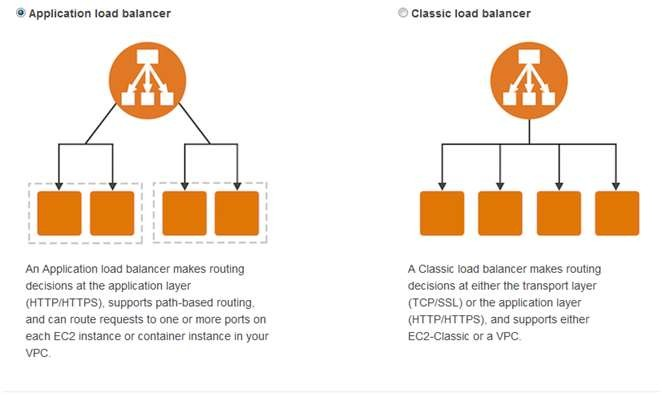 Application load balancer
Classic load balancer
An Application load balancer makes routing
decisions at the application layer
(HTTP/HTTPS), supports path-based routing,
and can route requests to one or more ports on
each EC2 instance or container instance in your
VPC.
A Classic load balancer makes routing
decisions at either the transport layer
(TCP/SSL) or the application layer
(HTTP/HTTPS), and supports either
EC2-Classic or a VPC.